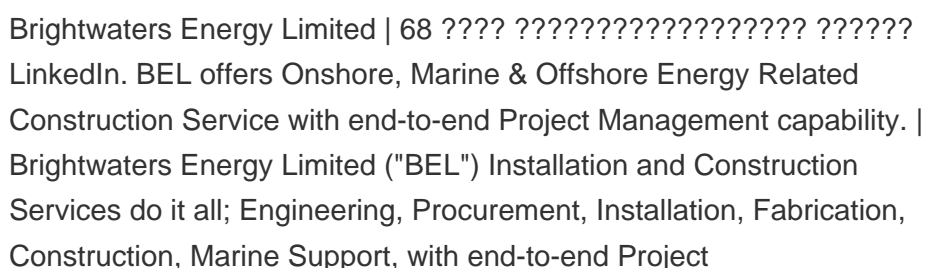 Brightwaters Energy Limited | 68 ???? ?????????????????? ??????
LinkedIn. BEL offers Onshore, Marine & Offshore Energy Related
Construction Service with end-to-end Project Management capability. |
Brightwaters Energy Limited ("BEL") Installation and Construction
Services do it all; Engineering, Procurement, Installation, Fabrication,
Construction, Marine Support, with end-to-end Project